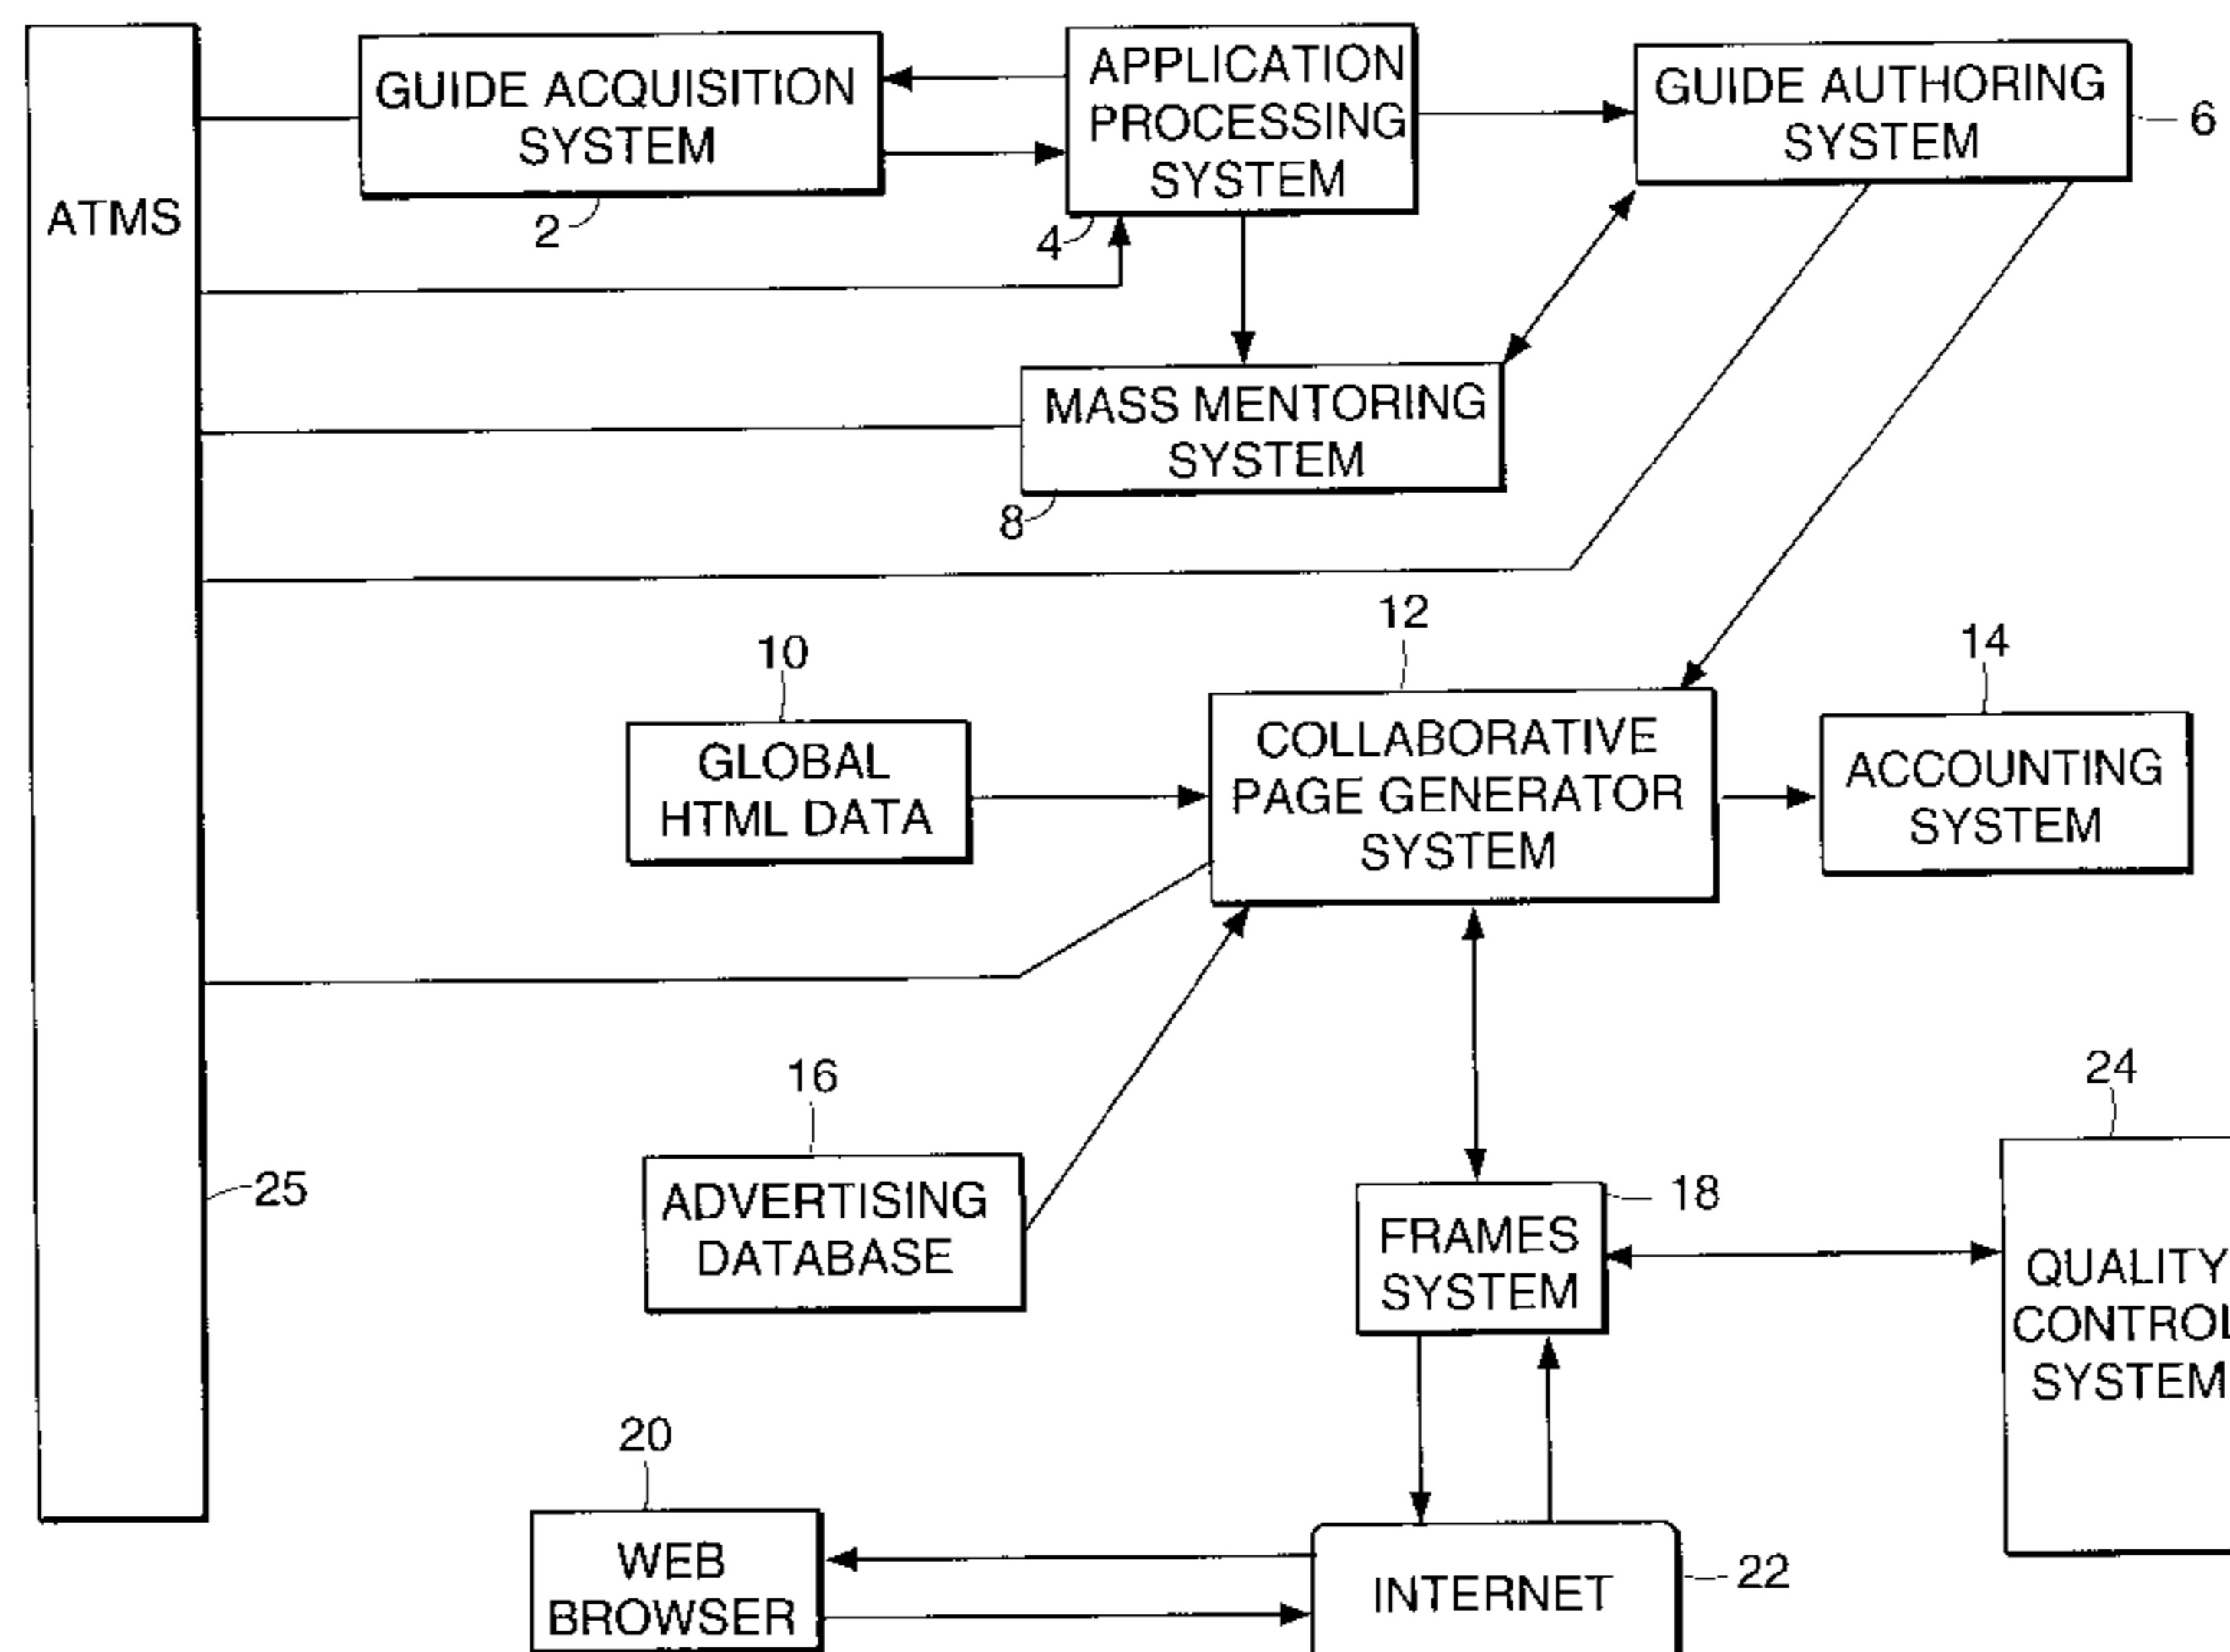 ATMS
25
GUIDE ACQUISITION
SYSTEM
2
APPLICATION
PROCESSING
SYSTEM
4
GUIDE AUTHORING
SYSTEM
6
MASS MENTORING
SYSTEM
8
10
GLOBAL
HTML DATA
12
COLLABORATIVE
PAGE GENERATOR
SYSTEM
14
ACCOUNTING
SYSTEM
16
ADVERTISING
DATABASE
18
FRAMES
SYSTEM
24
QUALITY
CONTROL
SYSTEM
20
WEB
BROWSER
INTERNET
22